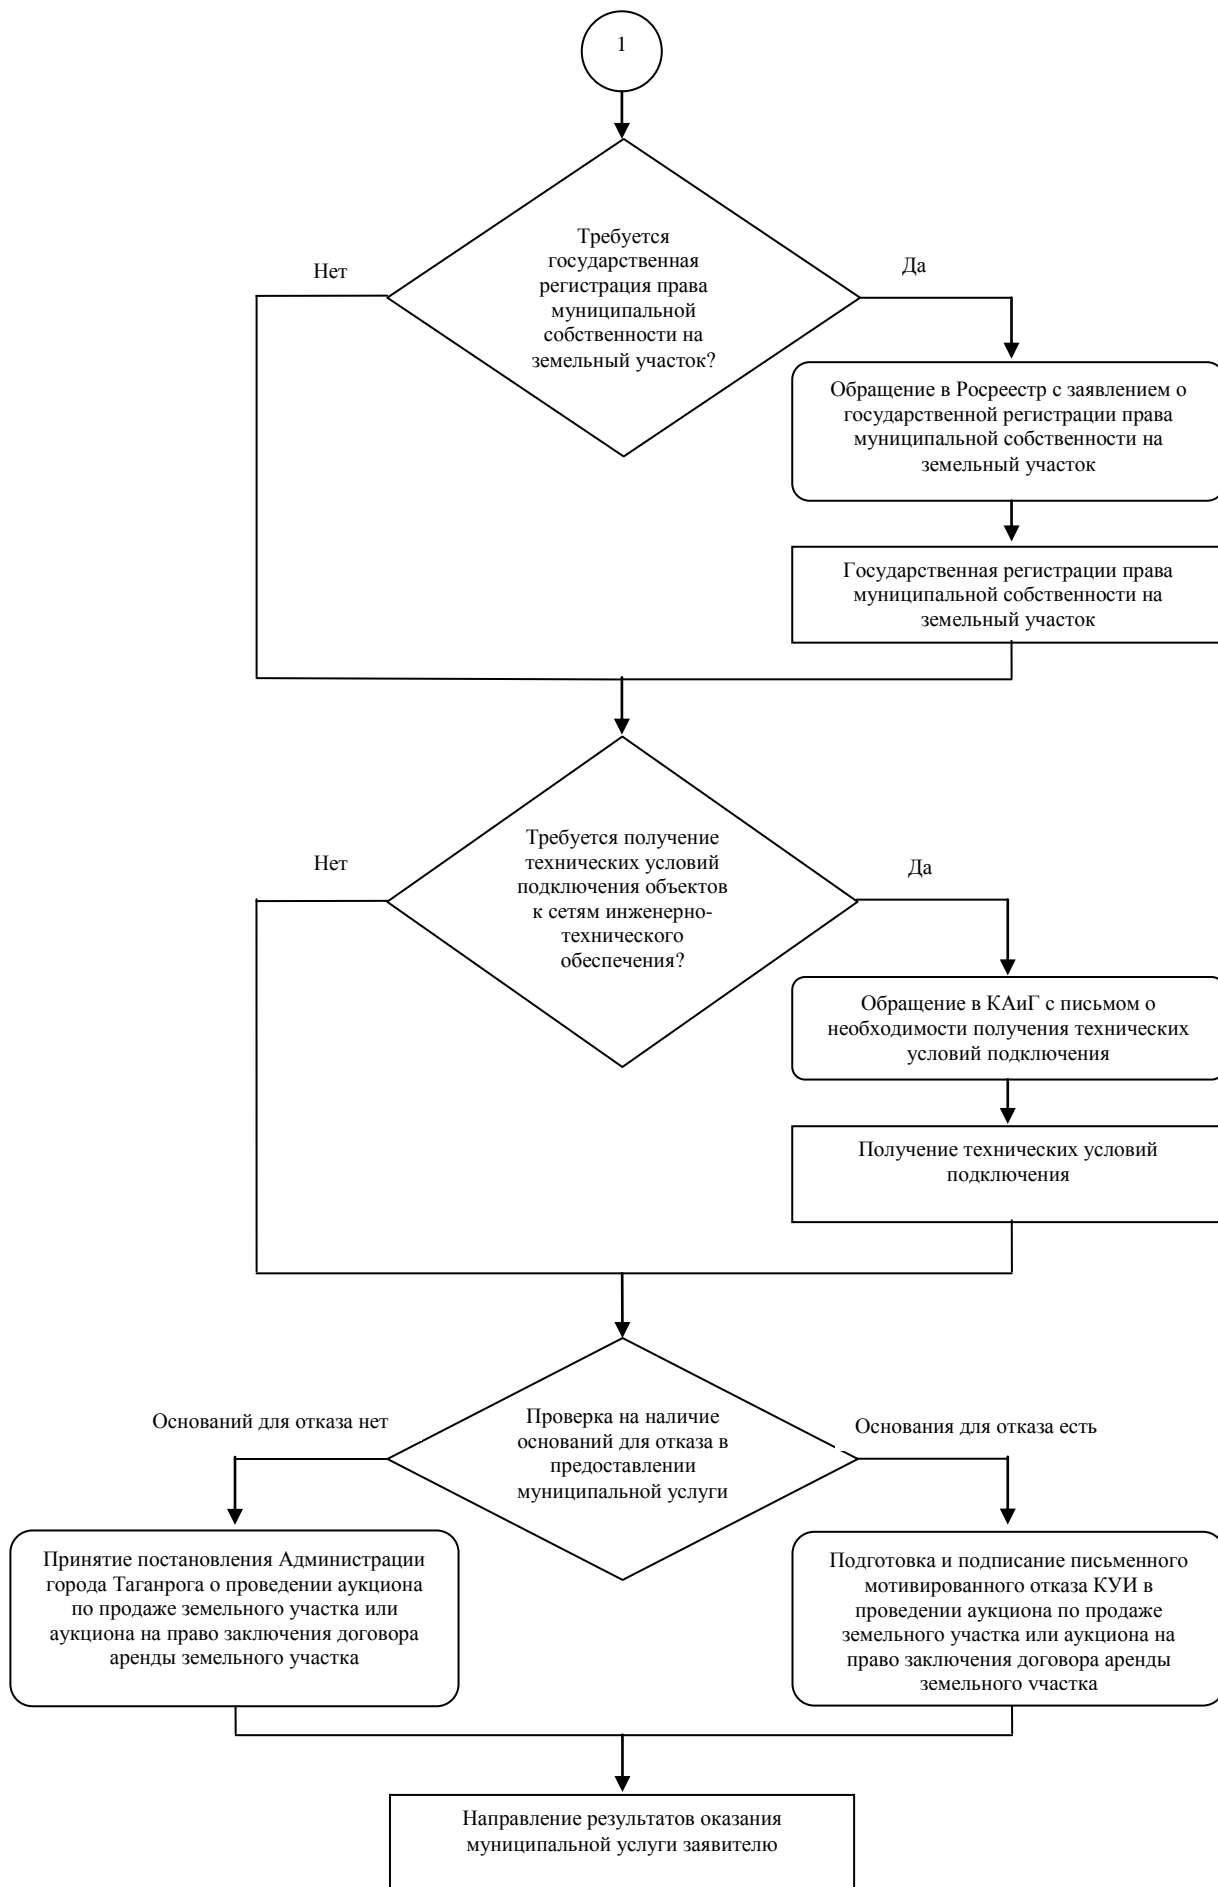 1
Требуется
государственная
регистрация права
муниципальной
собственности на
земельный участок?
Нет
Да
Обращение в Росреестр с заявлением о
государственной регистрации права
муниципальной собственности на
земельный участок
Государственная регистрации права
муниципальной собственности на
земельный участок
Требуется получение
технических условий
подключения объектов
к сетям инженерно-
технического
обеспечения?
Нет
Да
Обращение в КАиГ с письмом о
необходимости получения технических
условий подключения
Получение технических условий
подключения
Проверка на наличие
оснований для отказа в
предоставлении
муниципальной услуги
Оснований для отказа нет
Основания для отказа есть
Принятие постановления Администрации
города Таганрога о проведении аукциона
по продаже земельного участка или
аукциона на право заключения договора
аренды земельного участка
Подготовка и подписание письменного
мотивированного отказа КУИ в
проведении аукциона по продаже
земельного участка или аукциона на
право заключения договора аренды
земельного участка
Направление результатов оказания
муниципальной услуги заявителю